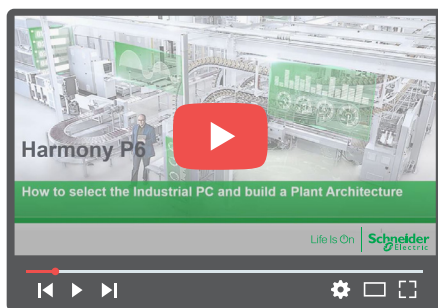 Harmony P6
How to select the Industrial PC and build a Plant Architecture
Life Is On
Schneider
Electric